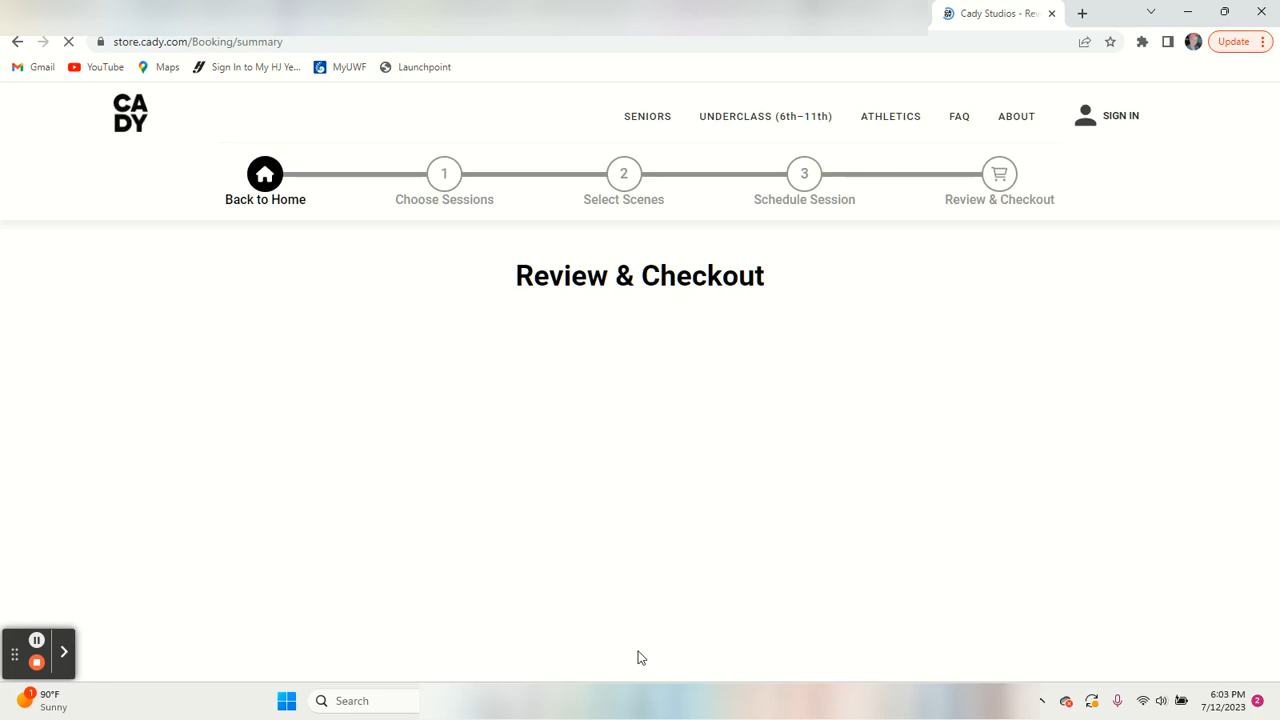 Cady Studios - Rev
store.cady.com/Booking/summary
Update
Gmail
YouTube
Maps
Sign In to My HJ Ye...
MyUWF
Launchpoint
CA
DY
SENIORS
UNDERCLASS (6th–11th)
ATHLETICS
FAQ
ABOUT
SIGN IN
1
2
3
Back to Home
Choose Sessions
Select Scenes
Schedule Session
Review & Checkout
Review & Checkout
1
90°F
Sunny
Search
6:03 PM
7/12/2023
2